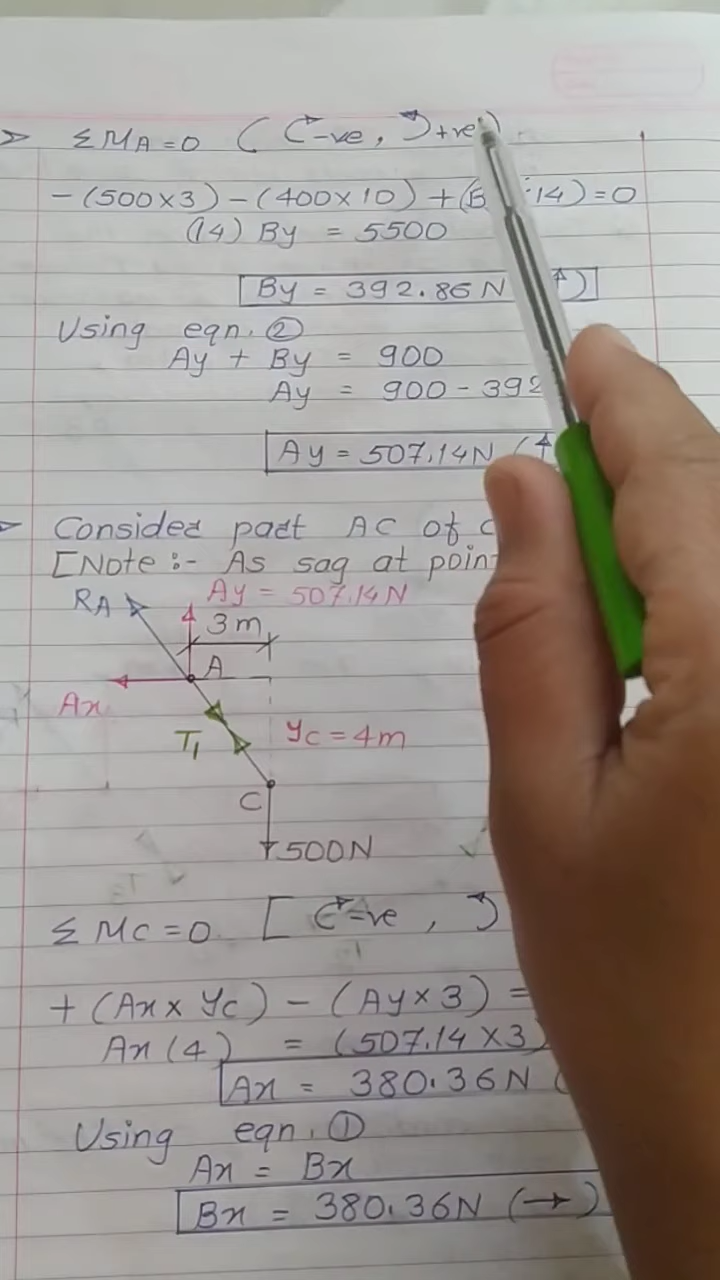 ΣMA=0 ( -ve, +ve)
-(500×3)-(400×10)+(B 14)=0
(14) By = 5500
By = 392.86 N
Using eqn. ②
Ay + By = 900
Ay = 900 - 392
Ay = 507.14N (↑
Consider part AC of c
[Note :- As sag at point
RA
Ay = 507.14N
3m
A
Ax
T1
Yc = 4m
C
500N
ΣMc=0 [ -ve,
+ (Ax × Yc) - (Ay×3) =
Ax (4) = (507.14 ×3)
Ax = 380.36N (
Using eqn. ①
Ax = Bx
Bx = 380.36N (→)